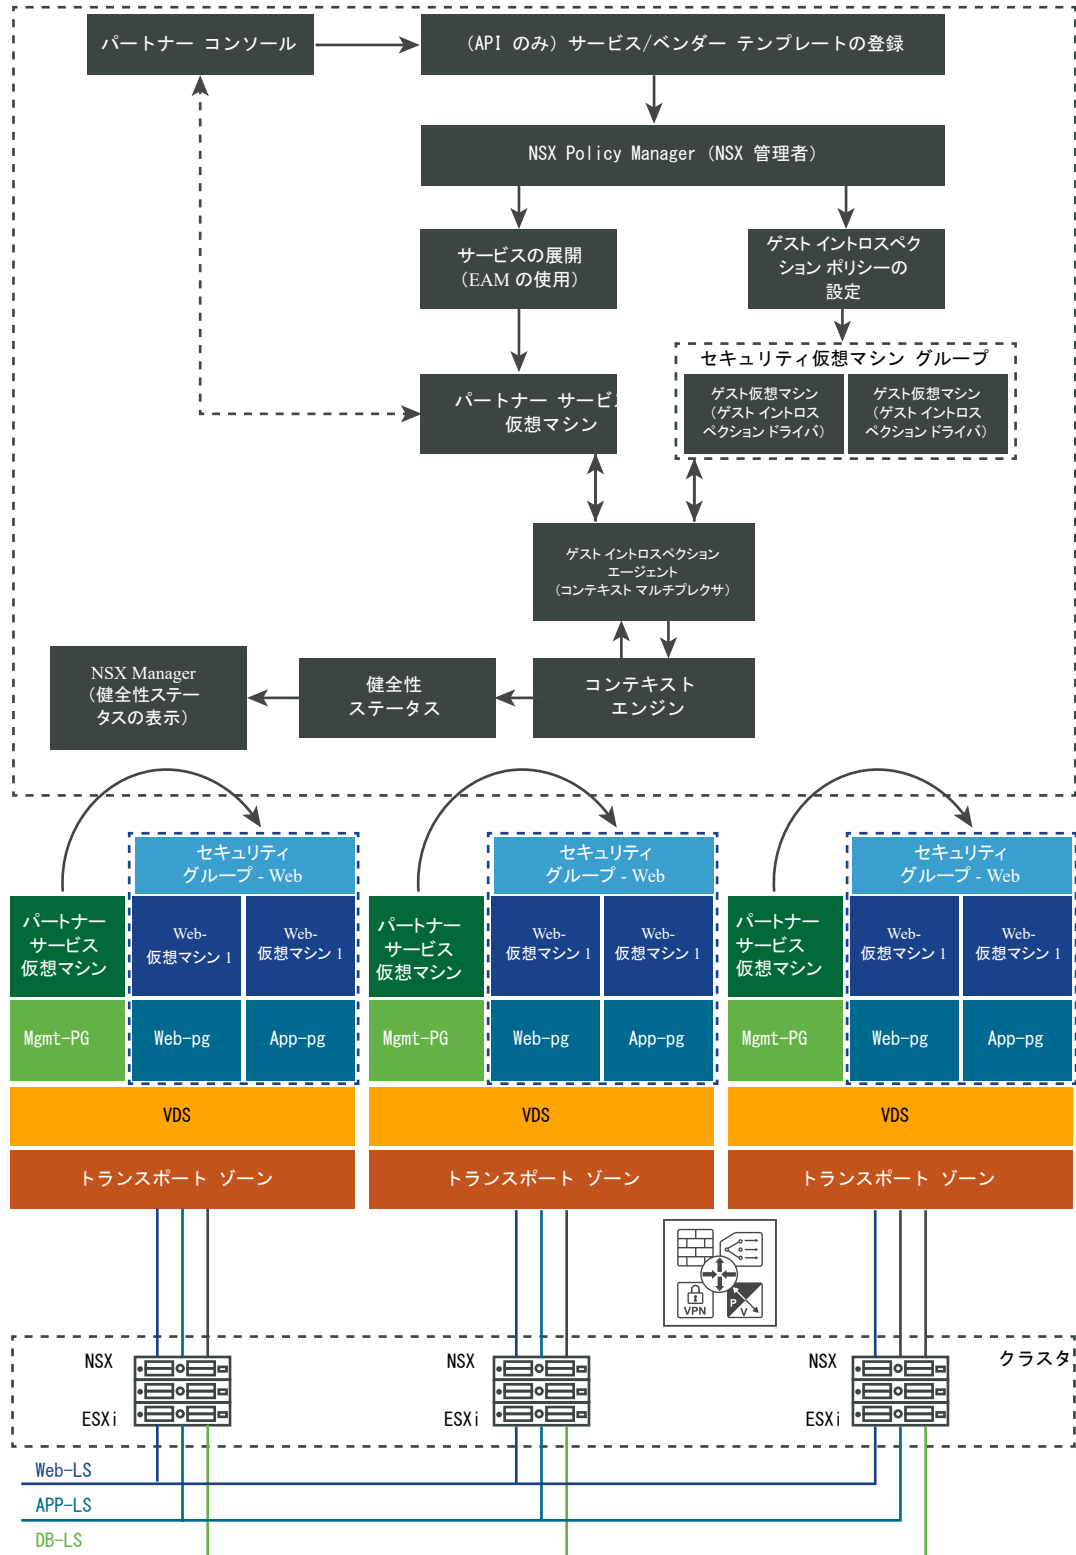 パートナー コンソール
(API のみ) サービス/ベンダー テンプレートの登録
NSX Policy Manager (NSX 管理者)
サービスの展開
(EAM の使用)
ゲスト イントロスペク
ション ポリシーの
設定
パートナー サービ
仮想マシン
セキュリティ仮想マシン グループ
ゲスト仮想マシン
(ゲスト イントロス
ペクション ドライバ)
ゲスト仮想マシン
(ゲスト イントロス
ペクション ドライバ)
ゲスト イントロスペクション
エージェント
(コンテキスト マルチプレクサ)
NSX Manager
(健全性ステー
タスの表示)
健全性
ステータス
コンテキスト
エンジン
セキュリティ
グループ - Web
パートナー
サービス
仮想マシン
Web-
仮想マシン 1
Web-
仮想マシン 1
Mgmt-PG
Web-pg
App-pg
VDS
トランスポート ゾーン
セキュリティ
グループ - Web
パートナー
サービス
仮想マシン
Web-
仮想マシン 1
Web-
仮想マシン 1
Mgmt-PG
Web-pg
App-pg
VDS
トランスポート ゾーン
セキュリティ
グループ - Web
パートナー
サービス
仮想マシン
Web-
仮想マシン 1
Web-
仮想マシン 1
Mgmt-PG
Web-pg
App-pg
VDS
トランスポート ゾーン
VPN
P
V
NSX
ESXi
NSX
ESXi
NSX
ESXi
クラスタ
Web-LS
APP-LS
DB-LS